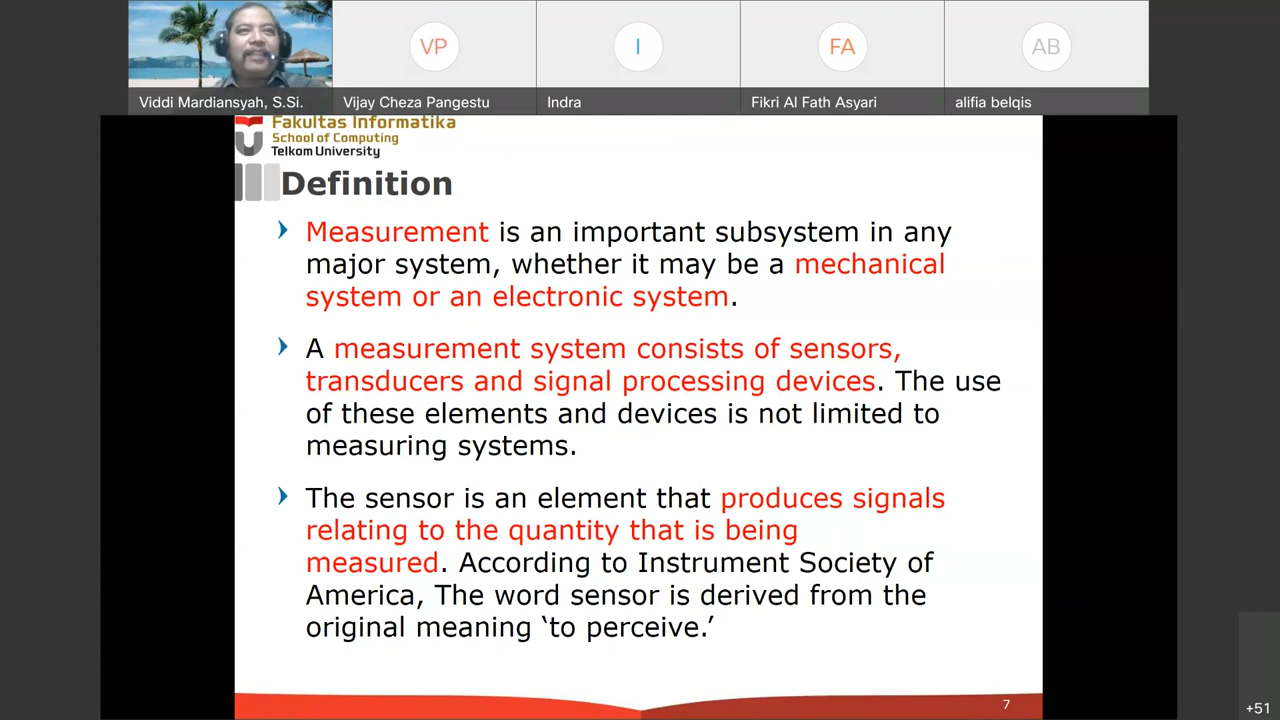 VP
I
FA
AB
Viddi Mardiansyah, S.Si.
Vijay Cheza Pangestu
Indra
Fikri Al Fath Asyari
alifia belqis
Fakultas Informatika
School of Computing
Telkom University
Definition
Measurement is an important subsystem in any
major system, whether it may be a mechanical
system or an electronic system.
A measurement system consists of sensors,
transducers and signal processing devices. The use
of these elements and devices is not limited to
measuring systems.
The sensor is an element that produces signals
relating to the quantity that is being
measured. According to Instrument Society of
America, The word sensor is derived from the
original meaning ‘to perceive.’
7
+51